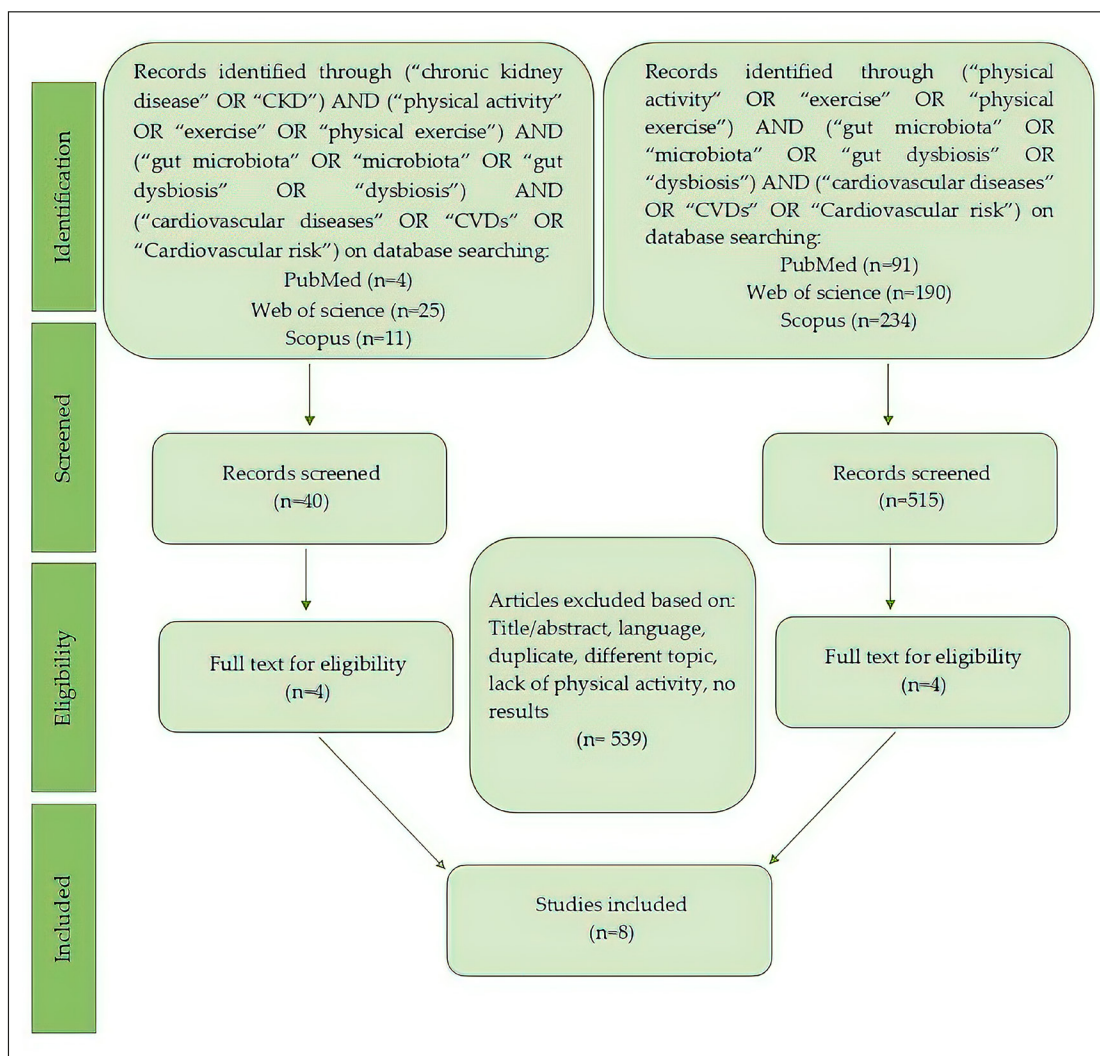 Identification
Records identified through (“chronic kidney
disease” OR “CKD”) AND (“physical activity”
OR “exercise” OR “physical exercise”) AND
(“gut microbiota” OR “microbiota” OR “gut
dysbiosis” OR “dysbiosis”) AND
(“cardiovascular diseases” OR “CVDs” OR
“Cardiovascular risk”) on database searching:
PubMed (n=4)
Web of science (n=25)
Scopus (n=11)
Records identified through (“physical
activity” OR “exercise” OR “physical
exercise”) AND (“gut microbiota” OR
“microbiota” OR “gut dysbiosis” OR
“dysbiosis”) AND (“cardiovascular diseases”
OR “CVDs” OR “Cardiovascular risk”) on
database searching:
PubMed (n=91)
Web of science (n=190)
Scopus (n=234)
Screened
Records screened
(n=40)
Records screened
(n=515)
Eligibility
Full text for eligibility
(n=4)
Articles excluded based on:
Title/abstract, language,
duplicate, different topic,
lack of physical activity, no
results
(n= 539)
Full text for eligibility
(n=4)
Included
Studies included
(n=8)